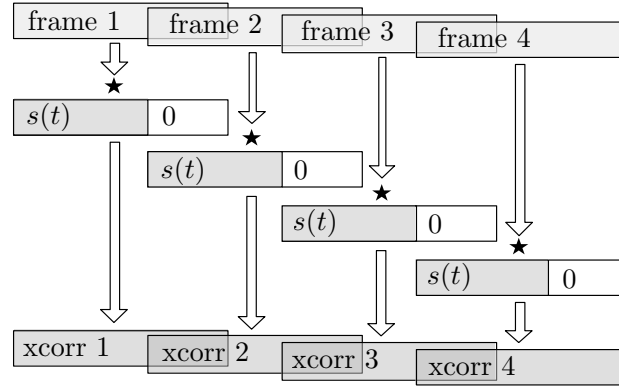 frame 1
frame 2
frame 3
frame 4
★
s(t) 0
★
s(t) 0
★
s(t) 0
★
s(t) 0
xcorr 1
xcorr 2
xcorr 3
xcorr 4